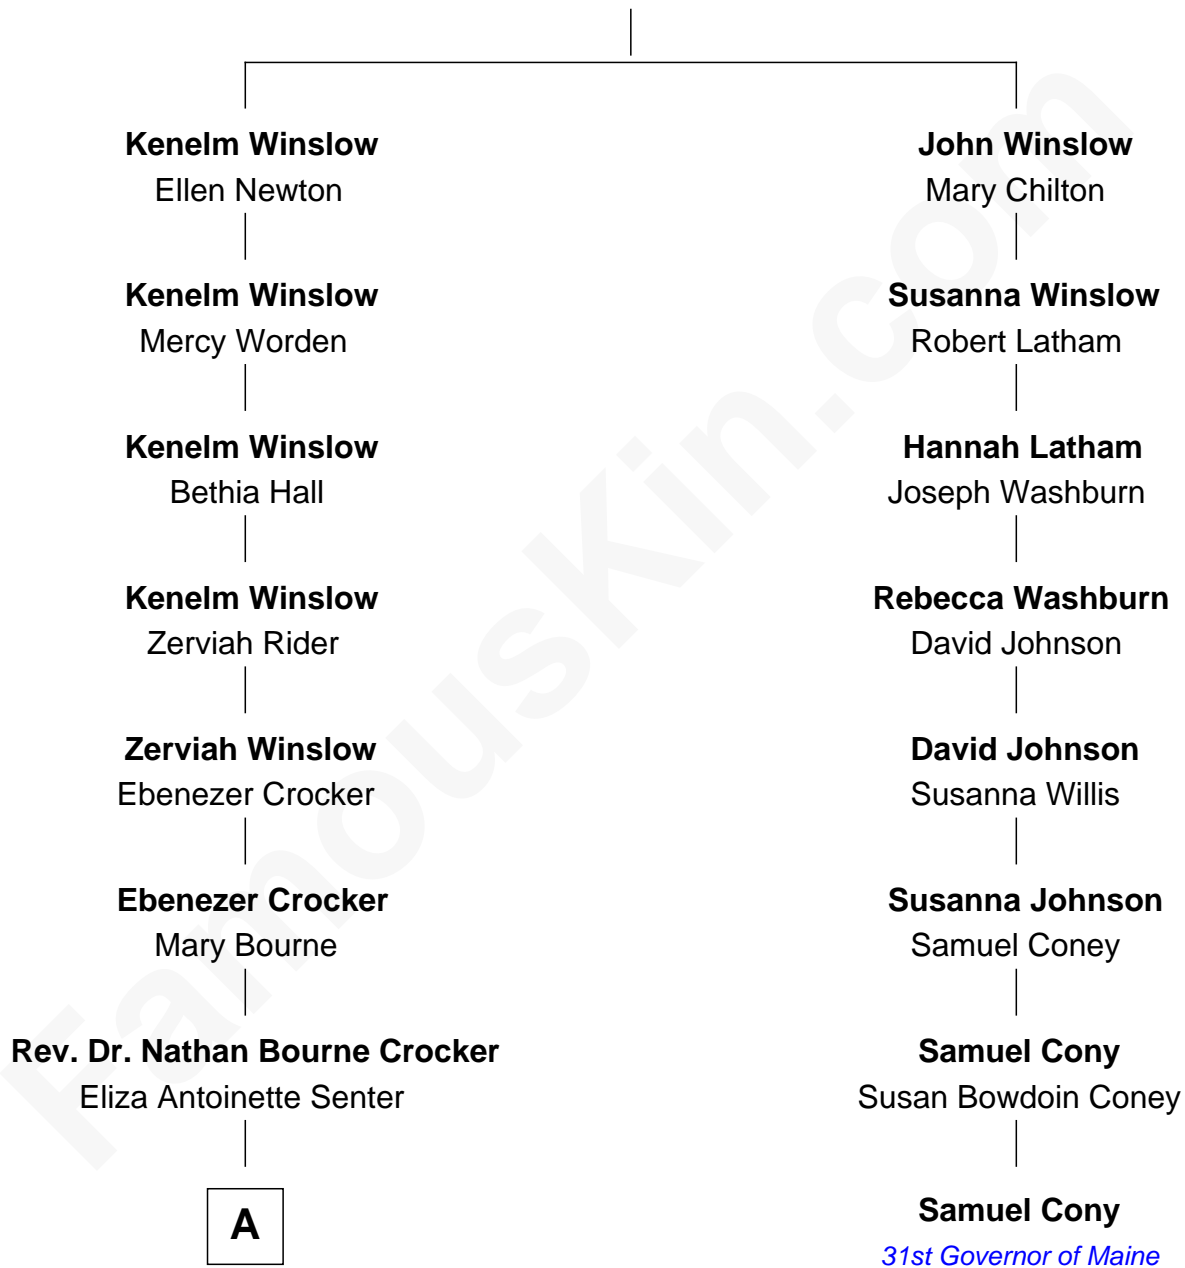 Kenelm Winslow
Ellen Newton
Kenelm Winslow
Mercy Worden
Kenelm Winslow
Bethia Hall
Kenelm Winslow
Zerviah Rider
Zerviah Winslow
Ebenezer Crocker
Ebenezer Crocker
Mary Bourne
Rev. Dr. Nathan Bourne Crocker
Eliza Antoinette Senter
A
John Winslow
Mary Chilton
Susanna Winslow
Robert Latham
Hannah Latham
Joseph Washburn
Rebecca Washburn
David Johnson
David Johnson
Susanna Willis
Susanna Johnson
Samuel Coney
Samuel Cony
Susan Bowdoin Coney
Samuel Cony
31st Governor of Maine
FamousKin.com